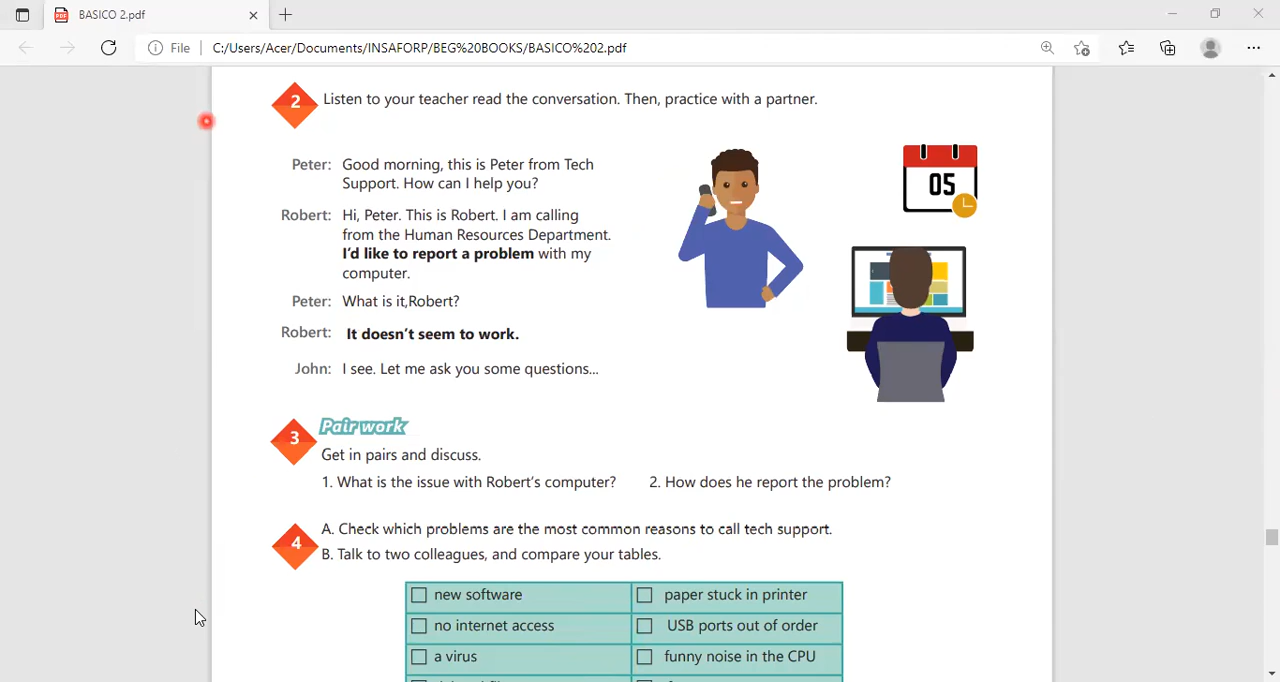 BASICO 2.pdf
File
C:/Users/Acer/Documents/INSAFORP/BEG%20BOOKS/BASICO%202.pdf
2 Listen to your teacher read the conversation. Then, practice with a partner.
Peter: Good morning, this is Peter from Tech
Support. How can I help you?
Robert: Hi, Peter. This is Robert. I am calling
from the Human Resources Department.
I'd like to report a problem with my
computer.
Peter: What is it,Robert?
Robert: It doesn't seem to work.
John: I see. Let me ask you some questions...
05
3 Pair work
Get in pairs and discuss.
1. What is the issue with Robert's computer? 2. How does he report the problem?
4 A. Check which problems are the most common reasons to call tech support.
B. Talk to two colleagues, and compare your tables.
new software paper stuck in printer
no internet access USB ports out of order
a virus funny noise in the CPU